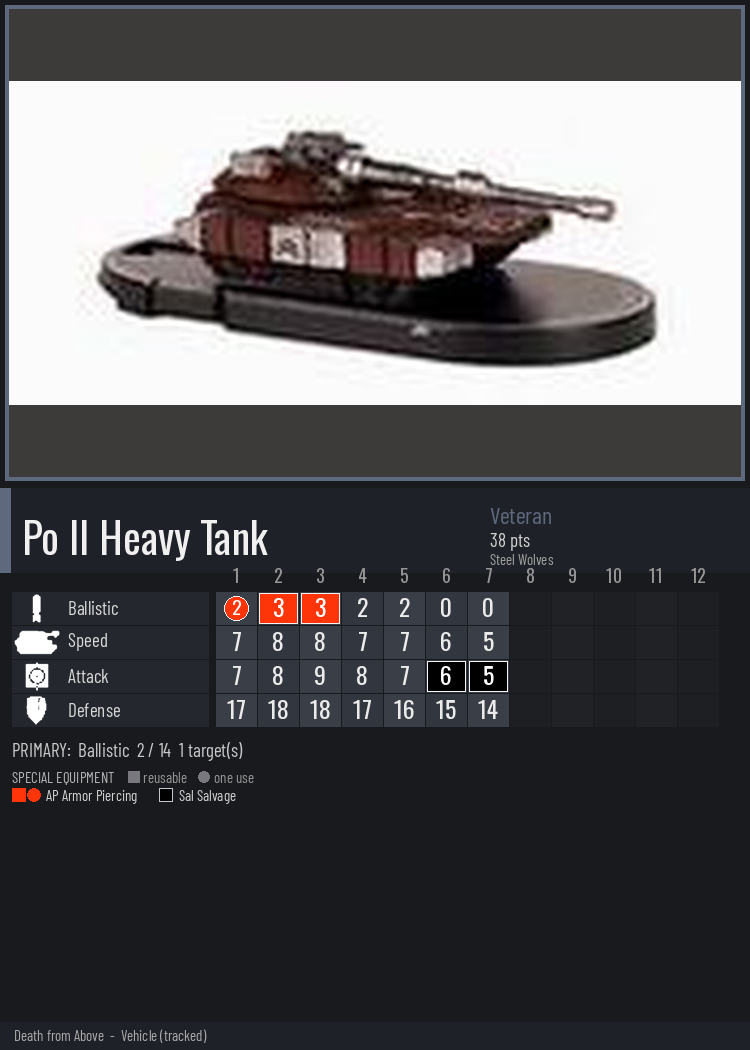 Po II Heavy Tank
Veteran
38 pts
Steel Wolves
1 2 3 4 5 6 7 8 9 10 11 12
Ballistic 2 3 3 2 2 0 0
Speed 7 8 8 7 7 6 5
Attack 7 8 9 8 7 6 5
Defense 17 18 18 17 16 15 14
PRIMARY: Ballistic 2 / 14 1 target(s)
SPECIAL EQUIPMENT reusable one use
AP Armor Piercing Sal Salvage
Death from Above - Vehicle (tracked)